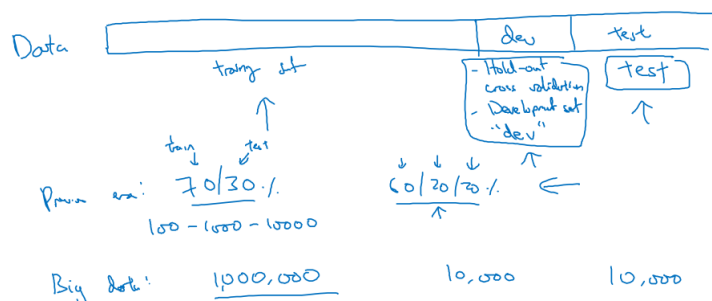 Data dev test
training set
- Hold-out
cross validation
- Development set
"dev"
test
train test
Previous era: 70/30 % 60/20/20 %
100 - 1000 - 10000
Big data: 1,000,000 10,000 10,000